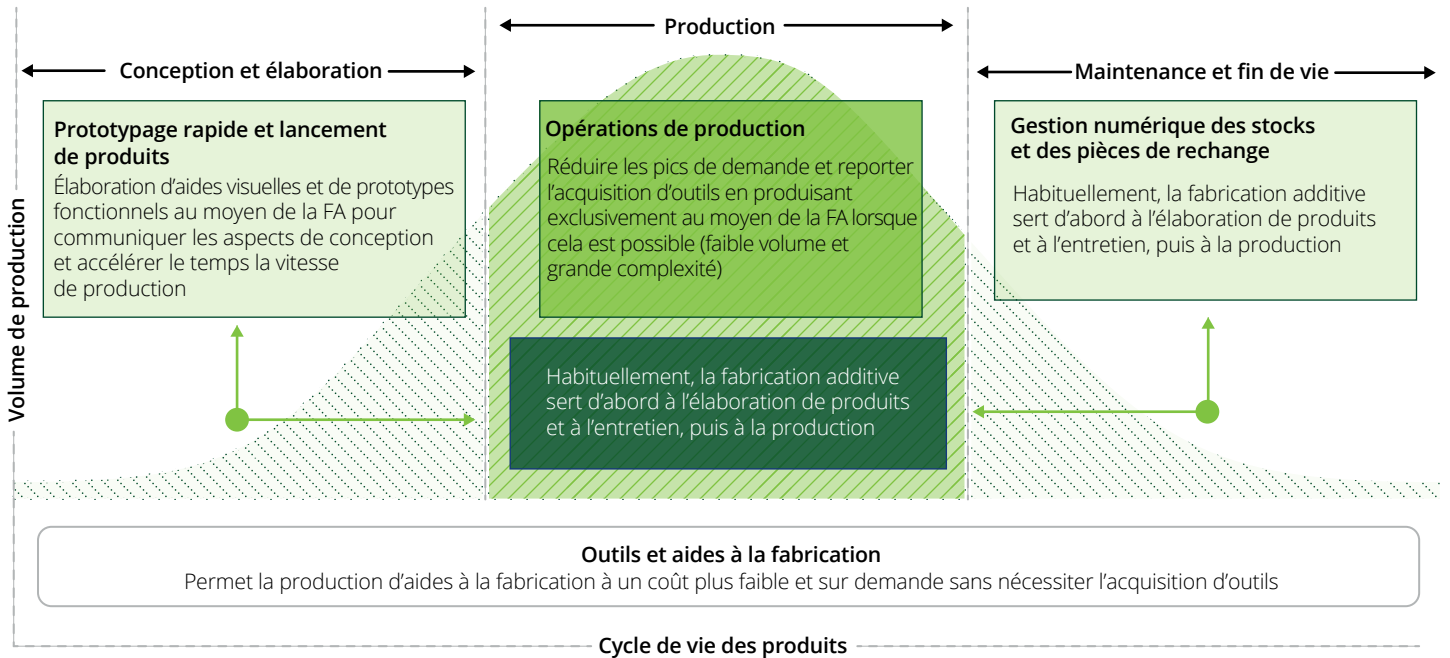 Production
Conception et élaboration
Maintenance et fin de vie
Volume de production
Prototypage rapide et lancement
de produits
Élaboration d'aides visuelles et de prototypes
fonctionnels au moyen de la FA pour
communiquer les aspects de conception
et accélérer le temps la vitesse
de production
Opérations de production
Réduire les pics de demande et reporter
l'acquisition d'outils en produisant
exclusivement au moyen de la FA lorsque
cela est possible (faible volume et
grande complexité)
Habituellement, la fabrication additive
sert d'abord à l'élaboration de produits
et à l'entretien, puis à la production
Gestion numérique des stocks
et des pièces de rechange
Habituellement, la fabrication additive
sert d'abord à l'élaboration de produits
et à l'entretien, puis à la production
Outils et aides à la fabrication
Permet la production d'aides à la fabrication à un coût plus faible et sur demande sans nécessiter l'acquisition d'outils
Cycle de vie des produits